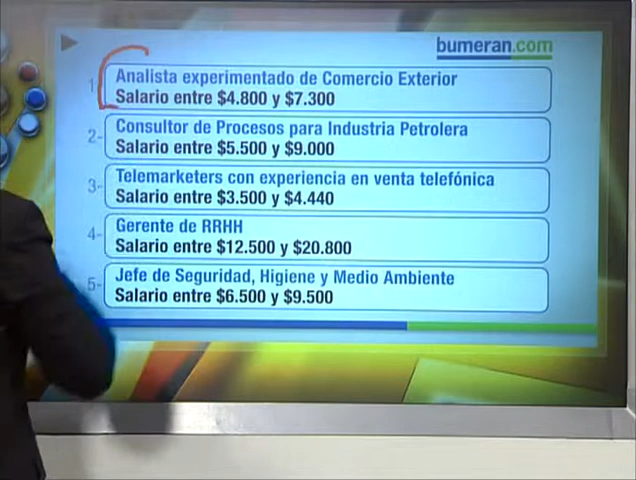 bumeran.com
1- Analista experimentado de Comercio Exterior
Salario entre $4.800 y $7.300
2- Consultor de Procesos para Industria Petrolera
Salario entre $5.500 y $9.000
3- Telemarketers con experiencia en venta telefónica
Salario entre $3.500 y $4.440
4- Gerente de RRHH
Salario entre $12.500 y $20.800
5- Jefe de Seguridad, Higiene y Medio Ambiente
Salario entre $6.500 y $9.500